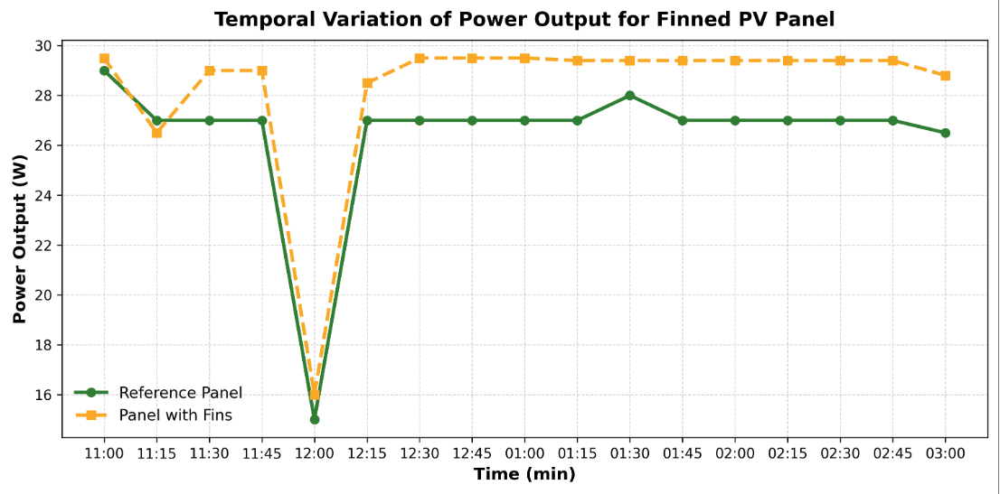 Temporal Variation of Power Output for Finned PV Panel
Power Output (W)
30
28
26
24
22
20
18
16
Reference Panel
Panel with Fins
11:00 11:15 11:30 11:45 12:00 12:15 12:30 12:45 01:00 01:15 01:30 01:45 02:00 02:15 02:30 02:45 03:00
Time (min)